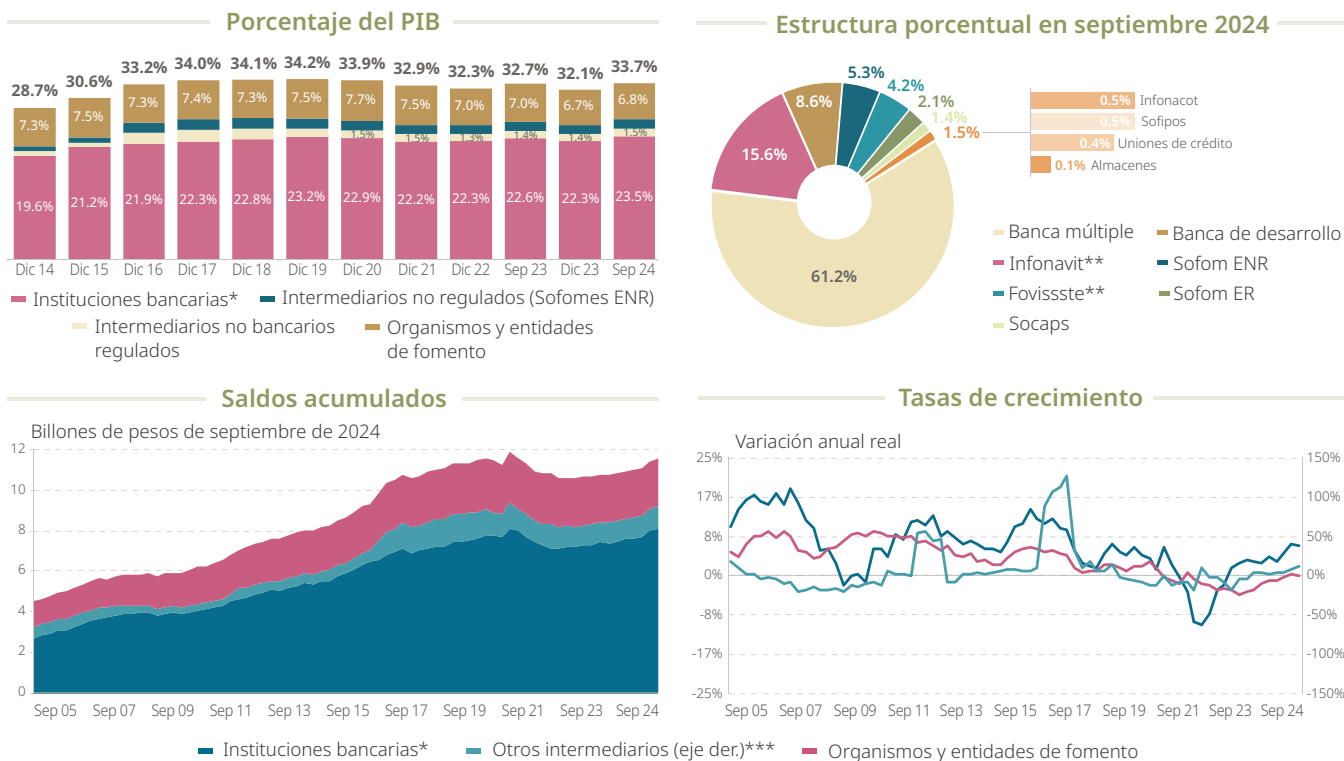 Porcentaje del PIB
28.7% 30.6% 33.2% 34.0% 34.1% 34.2% 33.9% 32.9% 32.3% 32.7% 32.1% 33.7%
7.3% 7.5% 7.3% 7.4% 7.3% 7.5% 7.7% 7.5% 7.0% 7.0% 6.7% 6.8%
1.5% 1.5% 1.3% 1.4% 1.4% 1.5%
19.6% 21.2% 21.9% 22.3% 22.8% 23.2% 22.9% 22.2% 22.3% 22.6% 22.3% 23.5%
Dic 14 Dic 15 Dic 16 Dic 17 Dic 18 Dic 19 Dic 20 Dic 21 Dic 22 Sep 23 Dic 23 Sep 24
Instituciones bancarias* Intermediarios no regulados (Sofomes ENR)
Intermediarios no bancarios
regulados
Organismos y entidades
de fomento
Estructura porcentual en septiembre 2024
5.3%
4.2%
8.6%
2.1%
1.4%
1.5%
15.6%
61.2%
0.5% Infonacot
0.5% Sofipos
0.4% Uniones de crédito
0.1% Almacenes
Banca múltiple Banca de desarrollo
Infonavit** Sofom ENR
Fovissste** Sofom ER
Socaps
Saldos acumulados
Billones de pesos de septiembre de 2024
12
10
8
6
4
2
0
Sep 05 Sep 07 Sep 09 Sep 11 Sep 13 Sep 15 Sep 17 Sep 19 Sep 21 Sep 23 Sep 24
Tasas de crecimiento
Variación anual real
25% 150%
17% 100%
8% 50%
0% 0%
-8% -50%
-17% -100%
-25% -150%
Sep 05 Sep 07 Sep 09 Sep 11 Sep 13 Sep 15 Sep 17 Sep 19 Sep 21 Sep 23 Sep 24
Instituciones bancarias* Otros intermediarios (eje der.)*** Organismos y entidades de fomento